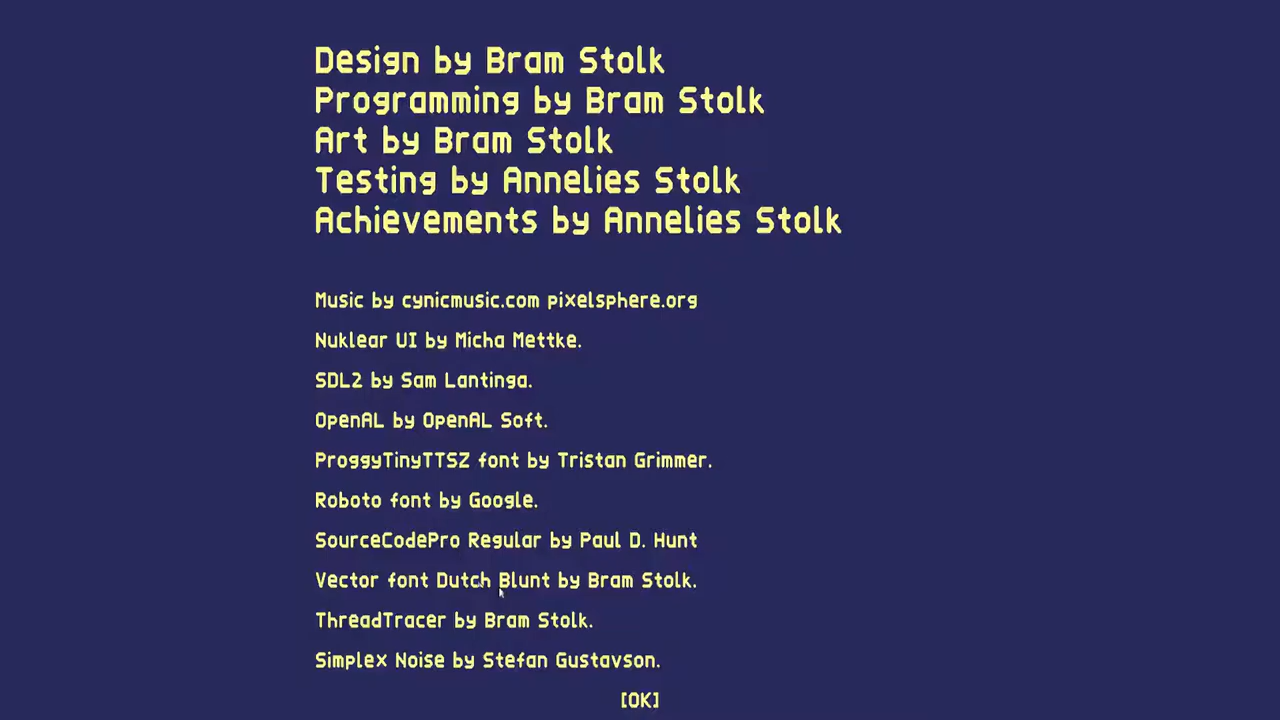 Design by Bram Stolk
Programming by Bram Stolk
Art by Bram Stolk
Testing by Annelies Stolk
Achievements by Annelies Stolk
Music by cynicmusic.com pixelsphere.org
Nuklear UI by Micha Mettke.
SDL2 by Sam Lantinga.
OpenAL by OpenAL Soft.
ProggyTinyTTSZ font by Tristan Grimmer.
Roboto font by Google.
SourceCodePro Regular by Paul D. Hunt
Vector font Dutch Blunt by Bram Stolk.
ThreadTracer by Bram Stolk.
Simplex Noise by Stefan Gustavson.
[OK]